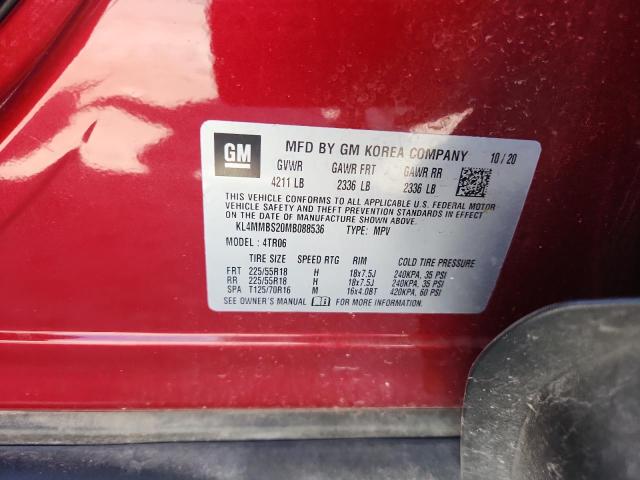 GM MFD BY GM KOREA COMPANY 10/20
GVWR GAWR FRT GAWR RR
4211 LB 2336 LB 2336 LB
THIS VEHICLE CONFORMS TO ALL APPLICABLE U.S. FEDERAL
VEHICLE SAFETY AND THEFT PREVENTION STANDARDS IN EFFECT
ON THE DATE OF MANUFACTURE SHOWN ABOVE.
KL4MMBS20MB088536 TYPE: MPV
MODEL: 4TR06
TIRE SIZE SPEED RTG RIM COLD TIRE PRESSURE
FRT 225/55R18 H 18x7.5J 240KPA, 35 PSI
RR 225/55R18 H 18x7.5J 240KPA, 35 PSI
SPA T125/70R16 M 16x4.0BT 420KPA, 60 PSI
SEE OWNER'S MANUAL FOR MORE INFORMATION.